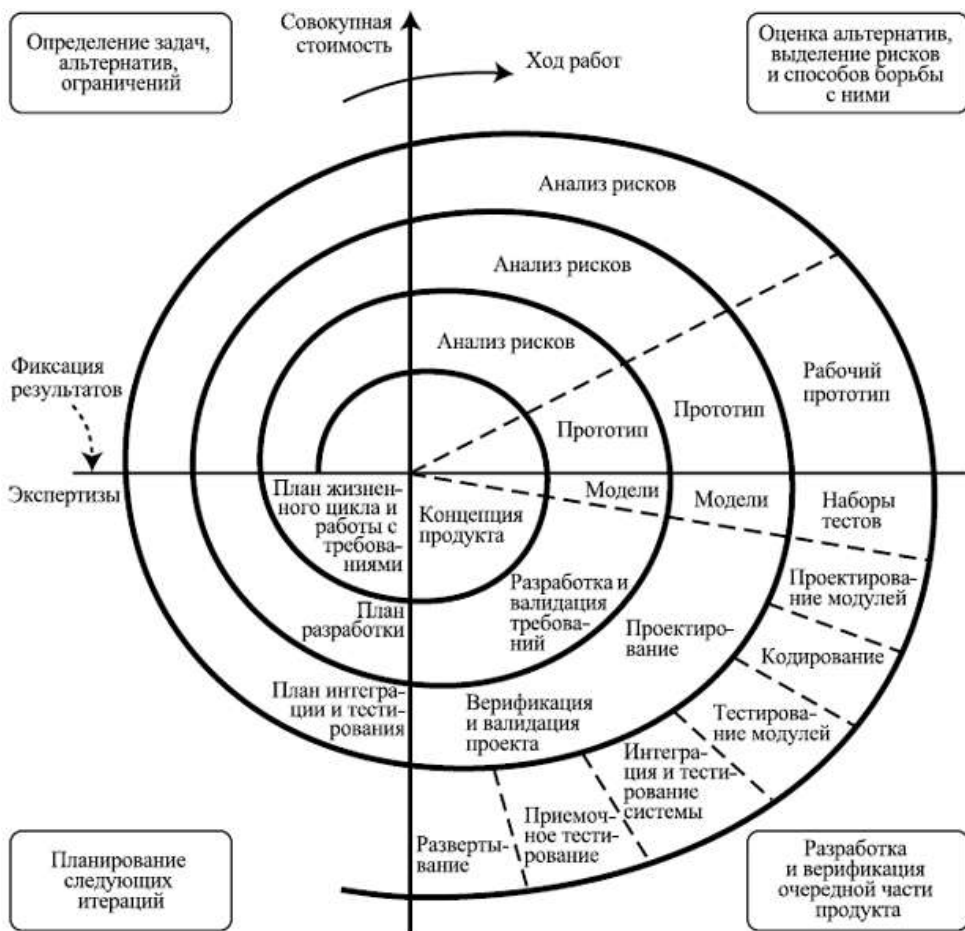 Определение задач,
альтернатив,
ограничений
Совокупная
стоимость
Ход работ
Оценка альтернатив,
выделение рисков
и способов борьбы
с ними
Анализ рисков
Анализ рисков
Анализ рисков
Фиксация
результатов
Экспертизы
Рабочий
прототип
Прототип
Прототип
План жизнен-
ного цикла и
работы с
требова-
ниями
Концепция
продукта
Модели
Модели
Наборы
тестов
План
разработки
Разработка и
валидация
требований
Проектиро-
вание
Проектирова-
ние модулей
Кодирование
План интегра-
ции и тести-
рования
Верификация
и валидация
проекта
Тестирова-
ние модулей
Интегра-
ция и тести-
рование
системы
Приемоч-
ное тести-
рование
Разверты-
вание
Планирование
следующих
итераций
Разработка
и верификация
очередной части
продукта